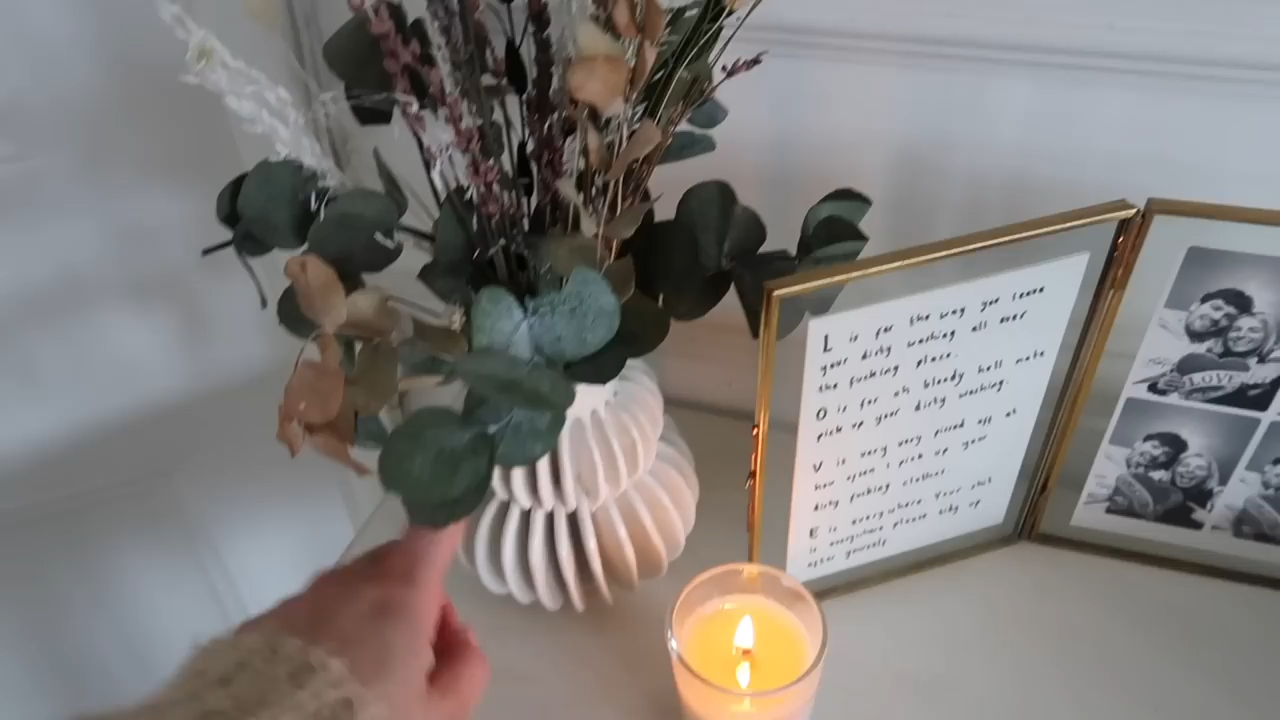 L is for the way you leave
your dirty washing all over
the fucking place.
O is for oh bloody hell mate
pick up your dirty washing.
V is very very pissed off at
how often i pick up your
dirty fucking clothes.
E is everywhere. Your shit
is everywhere please tidy up
after yourself
LOVE